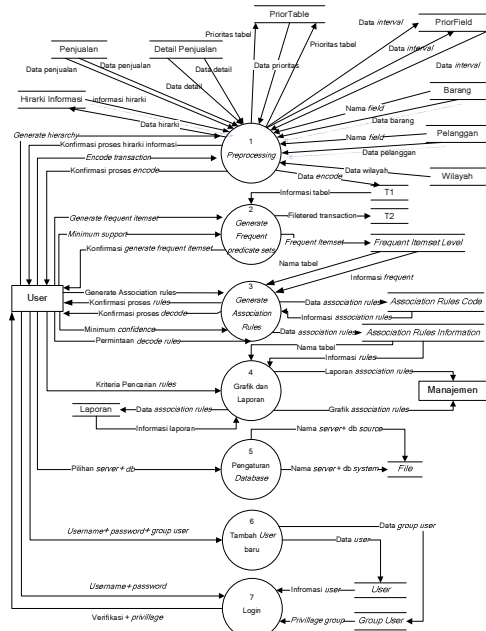 PriorTable
Prioritas tabel
Prioritas tabel
Data prioritas
PriorField
Data interval
Data interval
Data interval
Penjualan
Data penjualan
Data penjualan
Detail Penjualan
Data detail
Data detail
Hirarki Informasi
informasi hirarki
Data hirarki
Barang
Nama field
Data barang
Pelanggan
Nama field
Data pelanggan
Wilayah
Data wilayah
Data encode
Generate hierarchy
Konfirmasi proses hirarki informasi
Encode transaction
Konfirmasi proses encode
1
Preprocessing
T1
Informasi tabel
2
Generate
Frequent
predicate sets
Filetered transaction
T2
Generate frequent itemset
Minimum support
Konfirmasi generate frequent itemset
Frequent Itemset
Frequent Itemset Level
Nama tabel
Informasi frequent
User
Generate Association rules
Konfirmasi proses rules
Konfirmasi proses decode
Minimum confidence
Permintaan decode rules
3
Generate
Association
Rules
Data association rules
Association Rules Code
Informasi association rules
Data association rules
Association Rules Information
Nama tabel
Informasi rules
4
Grafik dan
Laporan
Laporan association rules
Manajemen
Grafik association rules
Kriteria Pencarian rules
Laporan
Data association rules
Informasi laporan
5
Pengaturan
Database
Nama server+ db source
Nama server+ db system
File
Pilihan server+ db
6
Tambah User
baru
Username+ password+ group user
Data group user
Data user
User
7
Login
Username+ password
Verifikasi + privillage
Infromasi user
Privillage group
Group User